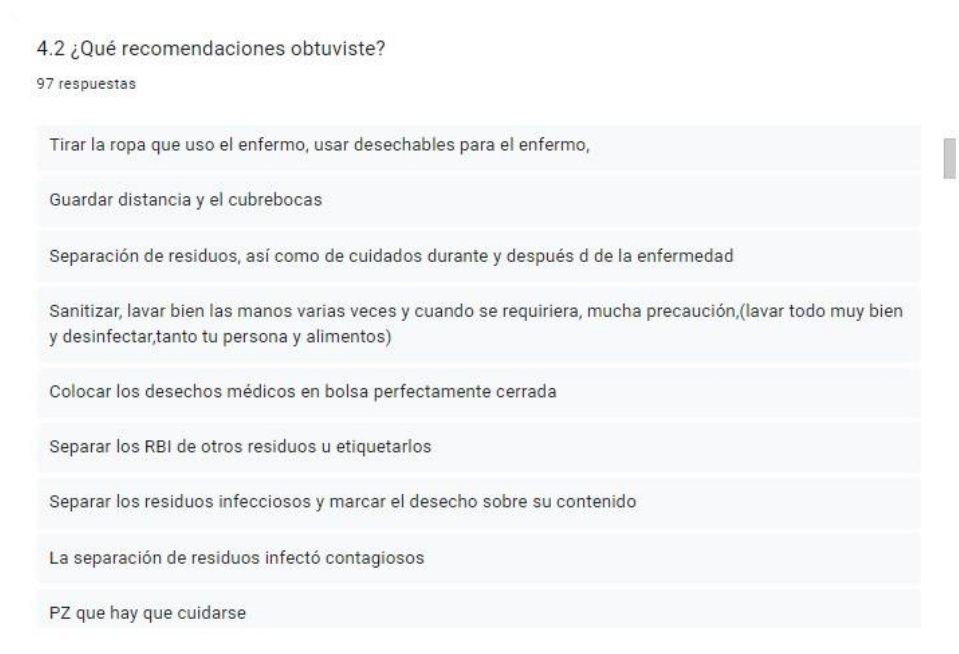 4.2 ¿Qué recomendaciones obtuviste?
97 respuestas
Tirar la ropa que uso el enfermo, usar desechables para el enfermo,
Guardar distancia y el cubrebocas
Separación de residuos, así como de cuidados durante y después d de la enfermedad
Sanitizar, lavar bien las manos varias veces y cuando se requiriera, mucha precaución,(lavar todo muy bien
y desinfectar,tanto tu persona y alimentos)
Colocar los desechos médicos en bolsa perfectamente cerrada
Separar los RBI de otros residuos u etiquetarlos
Separar los residuos infecciosos y marcar el desecho sobre su contenido
La separación de residuos infectó contagiosos
PZ que hay que cuidarse